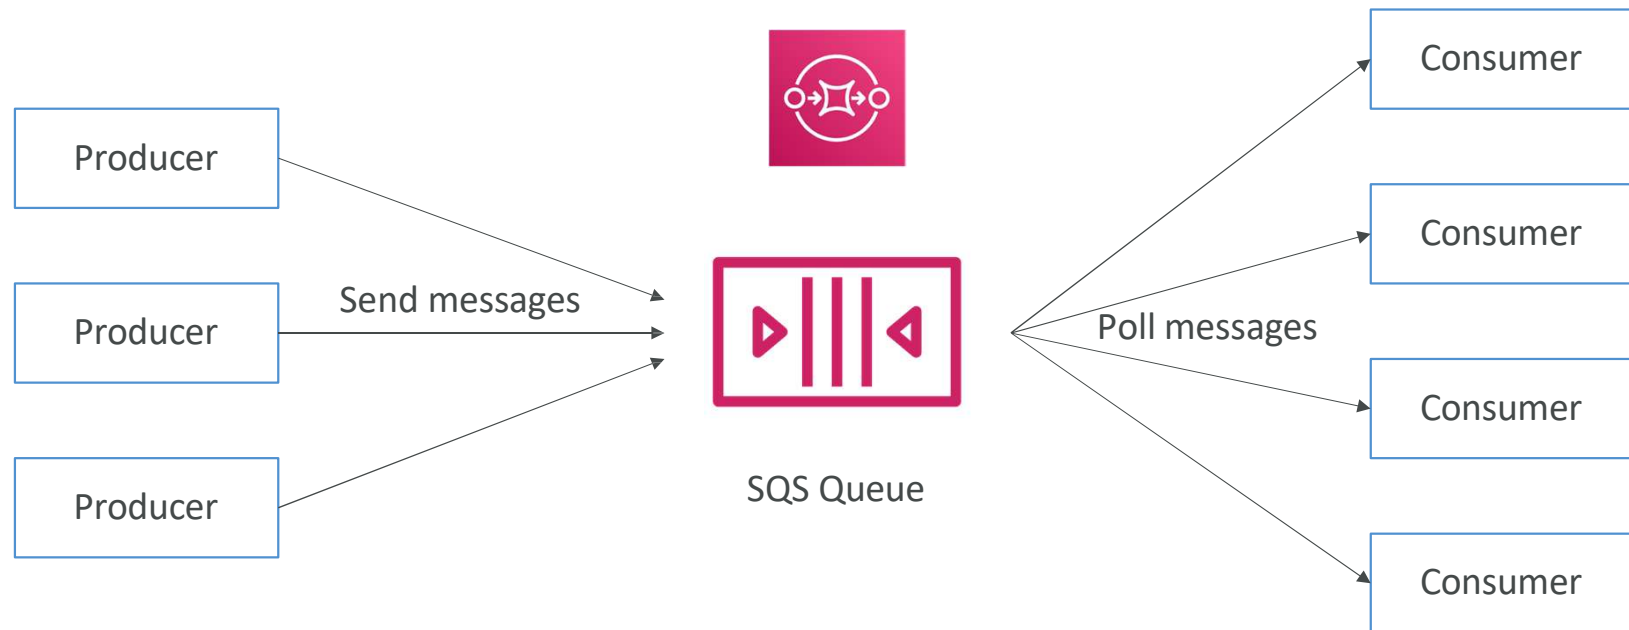 Producer
Producer
Producer
Send messages
SQS Queue
Poll messages
Consumer
Consumer
Consumer
Consumer